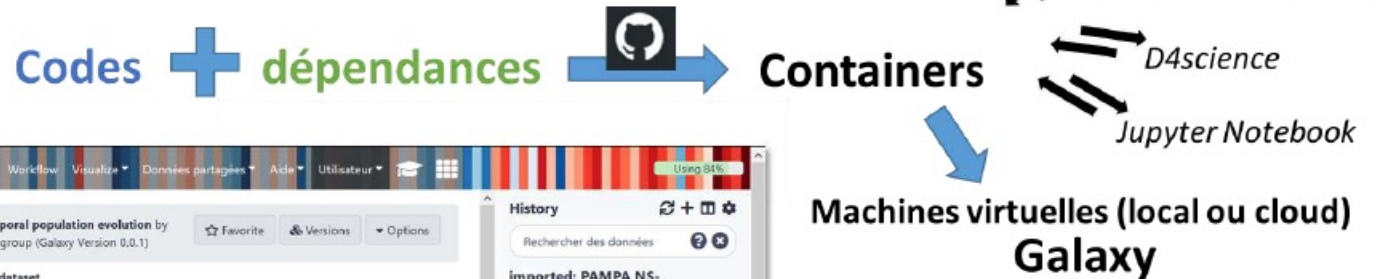 Codes + dépendances
Containers
D4science
Jupyter Notebook
Machines virtuelles (local ou cloud)
Galaxy
Workflow Visualize Données partagées Aide Utilisateur
Using 84%
poral population evolution by
group (Galaxy Version 0.0.1)
Favorite
Versions
Options
dataset
History
Rechercher des données
imported: PAMPA NS-